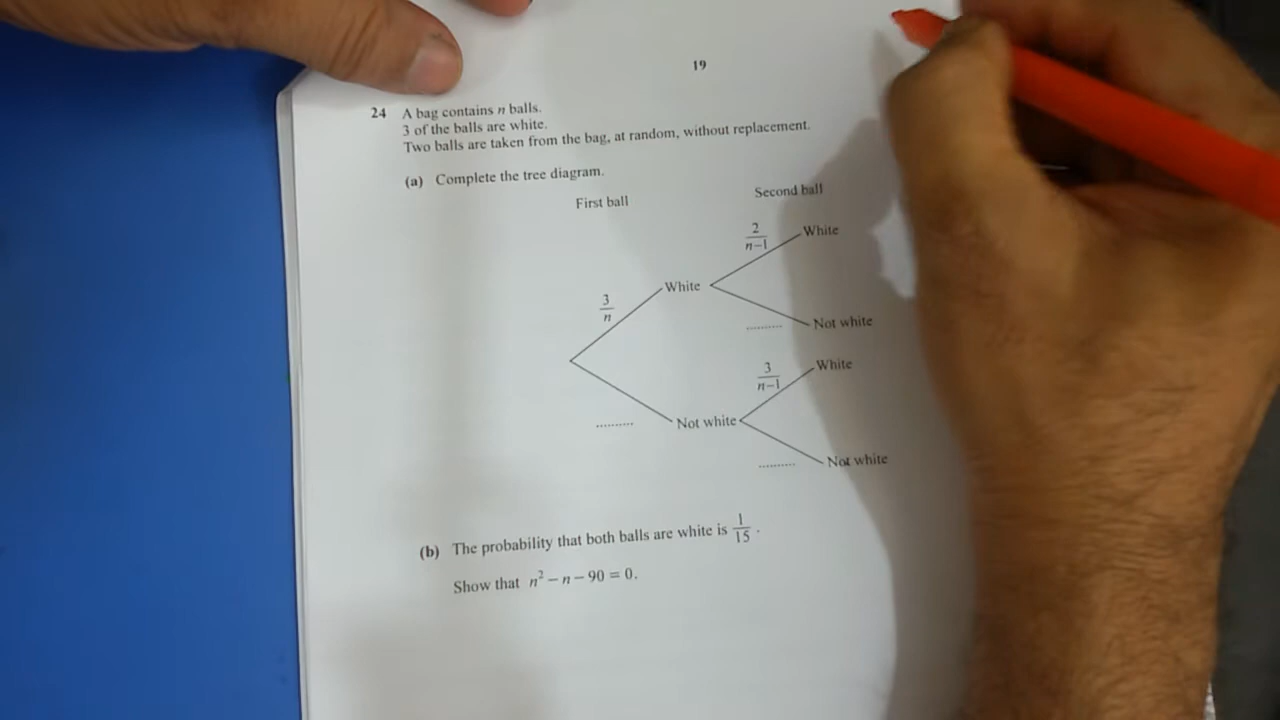 19
24 A bag contains n balls.
3 of the balls are white.
Two balls are taken from the bag, at random, without replacement.
(a) Complete the tree diagram.
First ball
Second ball
2/(n−1)
White
3/n
White
..........
Not white
3/(n−1)
White
..........
Not white
..........
Not white
(b) The probability that both balls are white is 1/15.
Show that n² − n − 90 = 0.